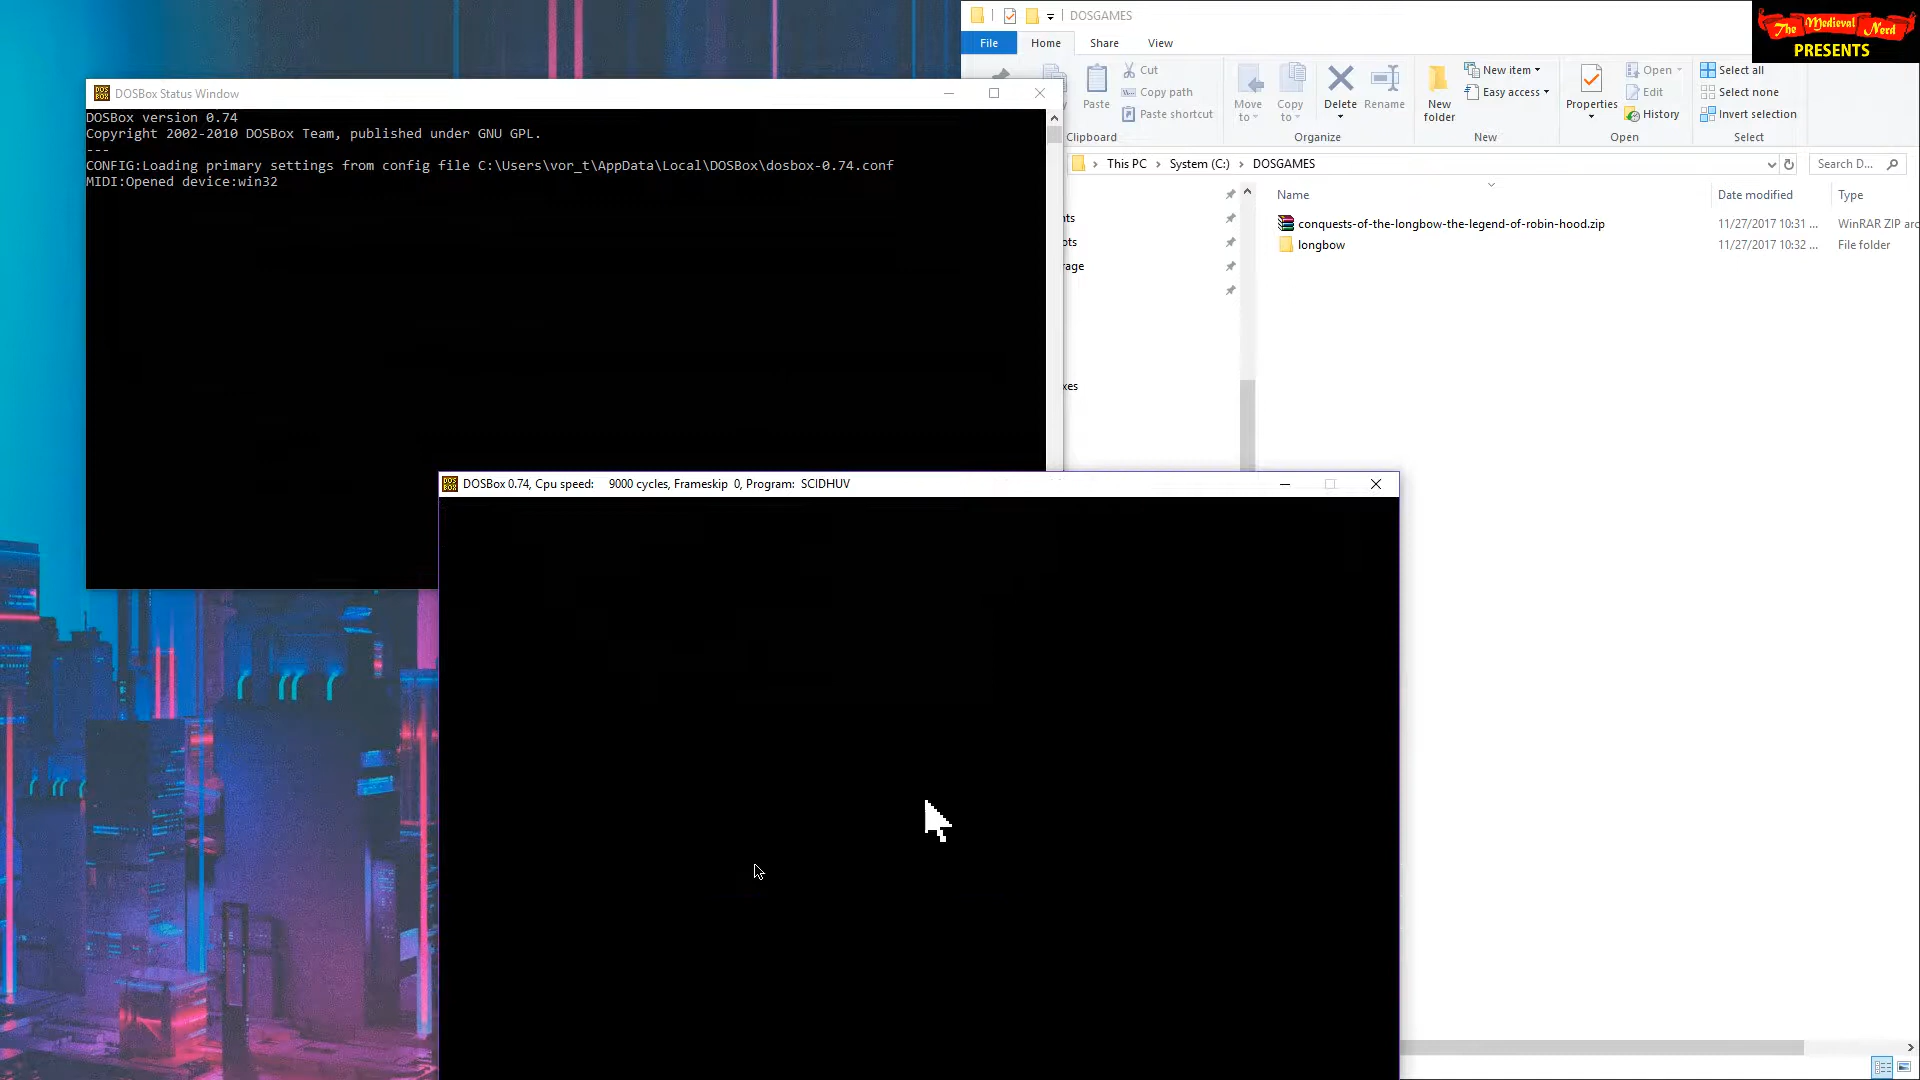 DOSGAMES
The Medieval Nerd
PRESENTS
File
Home
Share
View
Cut
Copy path
Paste shortcut
Paste
Clipboard
Move to
Copy to
Delete
Rename
Organize
New folder
New item
Easy access
New
Properties
Open
Edit
History
Open
Select all
Select none
Invert selection
Select
This PC > System (C:) > DOSGAMES
Search D...
Name
Date modified
Type
conquests-of-the-longbow-the-legend-of-robin-hood.zip
11/27/2017 10:31 ...
WinRAR ZIP arc
longbow
11/27/2017 10:32 ...
File folder
nts
ots
rage
xes
DOSBox Status Window
DOSBox version 0.74
Copyright 2002-2010 DOSBox Team, published under GNU GPL.
---
CONFIG:Loading primary settings from config file C:\Users\vor_t\AppData\Local\DOSBox\dosbox-0.74.conf
MIDI:Opened device:win32
DOSBox 0.74, Cpu speed: 9000 cycles, Frameskip 0, Program: SCIDHUV